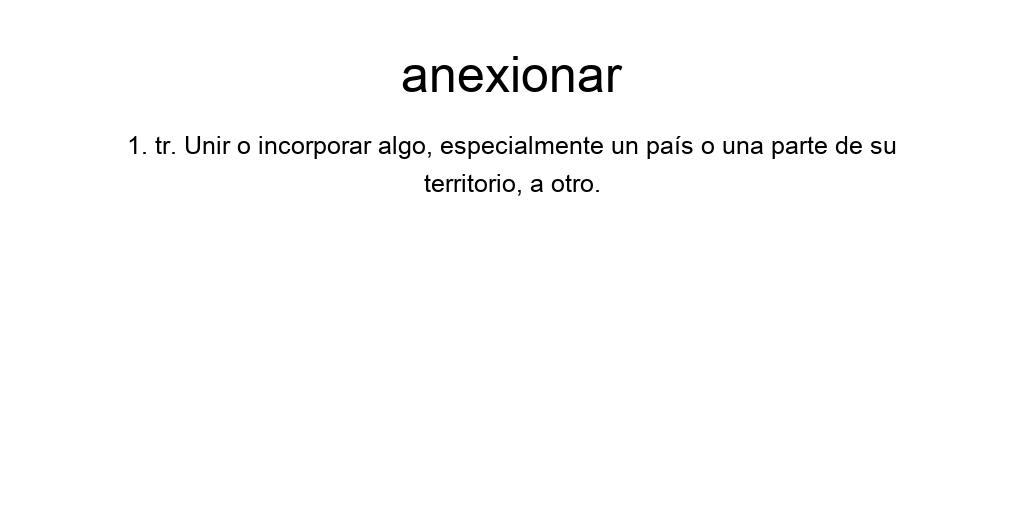 anexionar
1. tr. Unir o incorporar algo, especialmente un país o una parte de su
territorio, a otro.